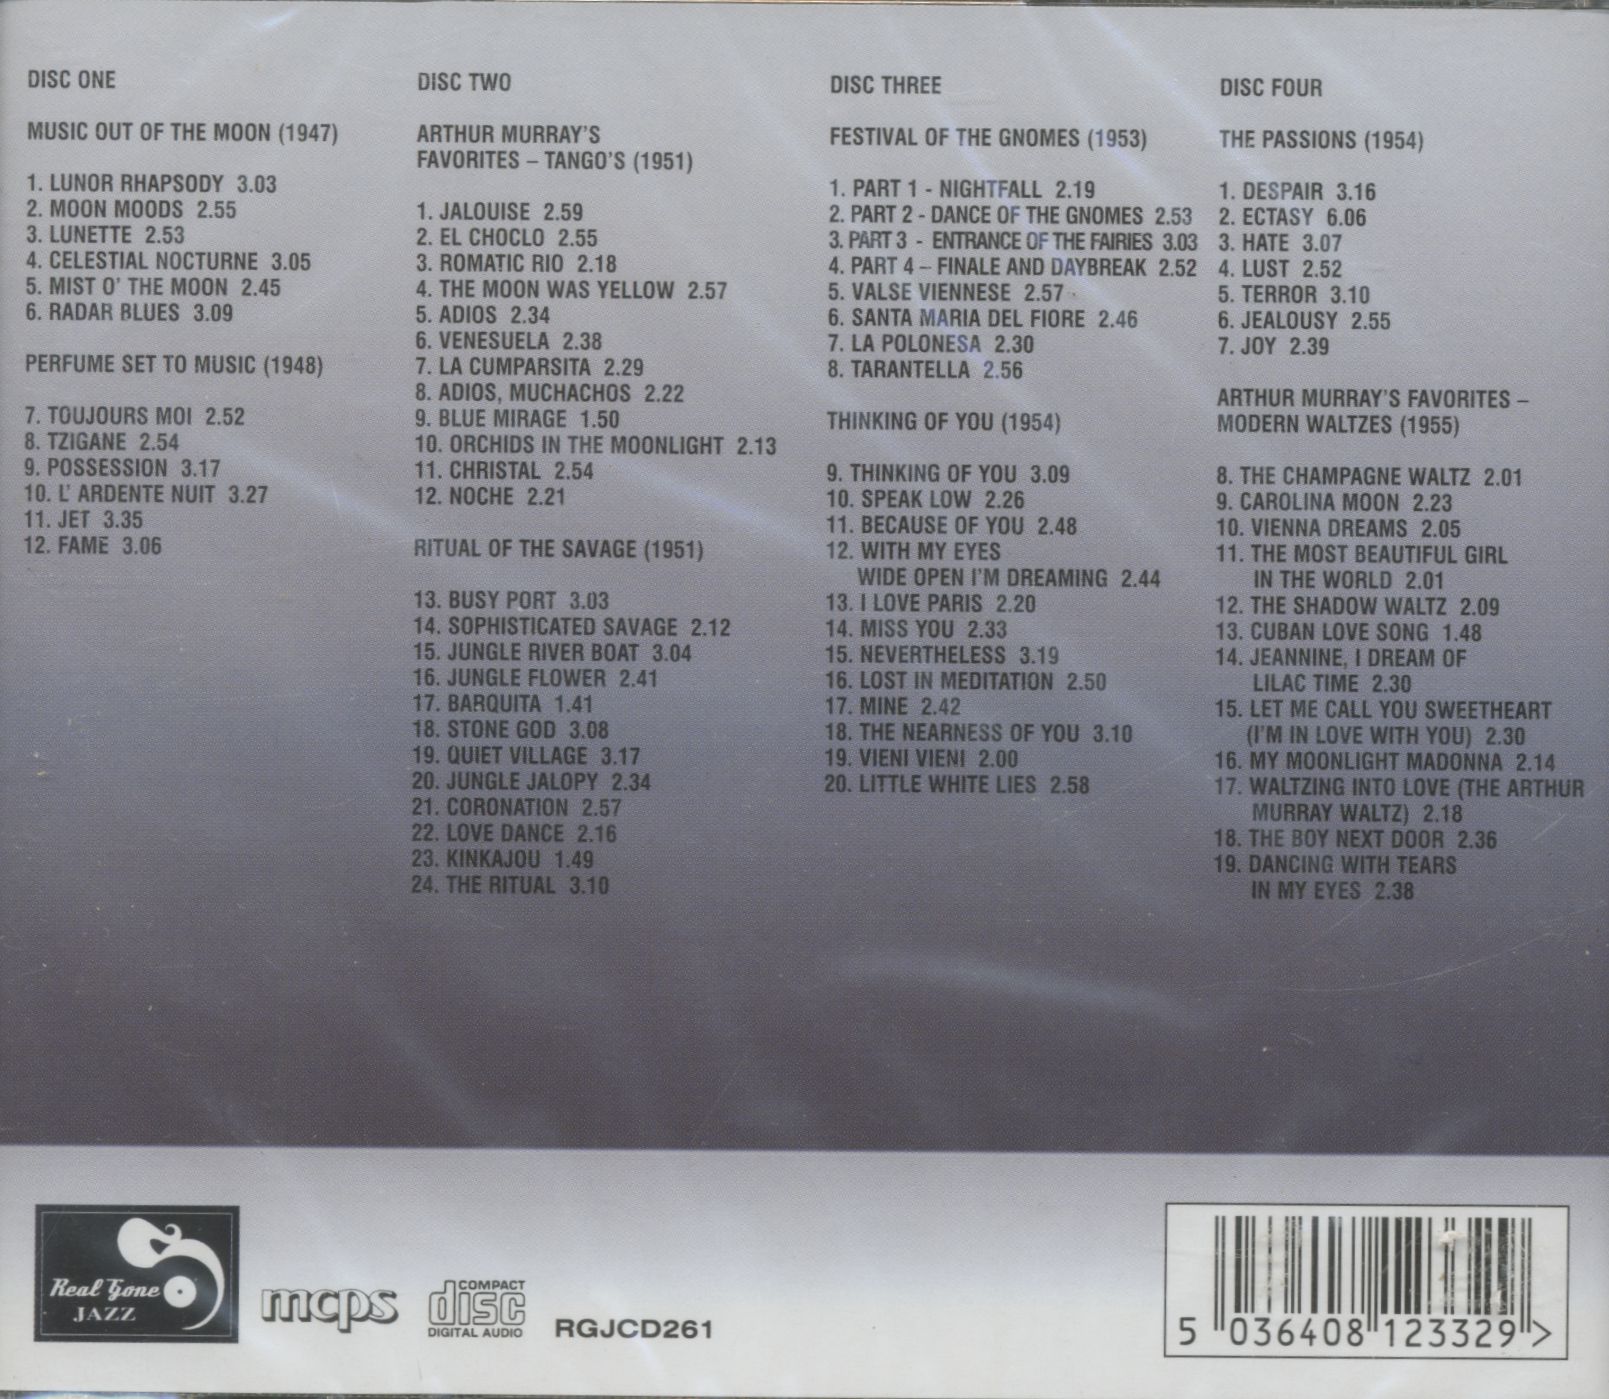 DISC ONE
MUSIC OUT OF THE MOON (1947)
1. LUNOR RHAPSODY 3.03
2. MOON MOODS 2.55
3. LUNETTE 2.53
4. CELESTIAL NOCTURNE 3.05
5. MIST O' THE MOON 2.45
6. RADAR BLUES 3.09
PERFUME SET TO MUSIC (1948)
7. TOUJOURS MOI 2.52
8. TZIGANE 2.54
9. POSSESSION 3.17
10. L' ARDENTE NUIT 3.27
11. JET 3.35
12. FAME 3.06
DISC TWO
ARTHUR MURRAY'S
FAVORITES – TANGO'S (1951)
1. JALOUISE 2.59
2. EL CHOCLO 2.55
3. ROMATIC RIO 2.18
4. THE MOON WAS YELLOW 2.57
5. ADIOS 2.34
6. VENESUELA 2.38
7. LA CUMPARSITA 2.29
8. ADIOS, MUCHACHOS 2.22
9. BLUE MIRAGE 1.50
10. ORCHIDS IN THE MOONLIGHT 2.13
11. CHRISTAL 2.54
12. NOCHE 2.21
RITUAL OF THE SAVAGE (1951)
13. BUSY PORT 3.03
14. SOPHISTICATED SAVAGE 2.12
15. JUNGLE RIVER BOAT 3.04
16. JUNGLE FLOWER 2.41
17. BARQUITA 1.41
18. STONE GOD 3.08
19. QUIET VILLAGE 3.17
20. JUNGLE JALOPY 2.34
21. CORONATION 2.57
22. LOVE DANCE 2.16
23. KINKAJOU 1.49
24. THE RITUAL 3.10
DISC THREE
FESTIVAL OF THE GNOMES (1953)
1. PART 1 - NIGHTFALL 2.19
2. PART 2 - DANCE OF THE GNOMES 2.53
3. PART 3 - ENTRANCE OF THE FAIRIES 3.03
4. PART 4 – FINALE AND DAYBREAK 2.52
5. VALSE VIENNESE 2.57
6. SANTA MARIA DEL FIORE 2.46
7. LA POLONESA 2.30
8. TARANTELLA 2.56
THINKING OF YOU (1954)
9. THINKING OF YOU 3.09
10. SPEAK LOW 2.26
11. BECAUSE OF YOU 2.48
12. WITH MY EYES
WIDE OPEN I'M DREAMING 2.44
13. I LOVE PARIS 2.20
14. MISS YOU 2.33
15. NEVERTHELESS 3.19
16. LOST IN MEDITATION 2.50
17. MINE 2.42
18. THE NEARNESS OF YOU 3.10
19. VIENI VIENI 2.00
20. LITTLE WHITE LIES 2.58
DISC FOUR
THE PASSIONS (1954)
1. DESPAIR 3.16
2. ECTASY 6.06
3. HATE 3.07
4. LUST 2.52
5. TERROR 3.10
6. JEALOUSY 2.55
7. JOY 2.39
ARTHUR MURRAY'S FAVORITES –
MODERN WALTZES (1955)
8. THE CHAMPAGNE WALTZ 2.01
9. CAROLINA MOON 2.23
10. VIENNA DREAMS 2.05
11. THE MOST BEAUTIFUL GIRL
IN THE WORLD 2.01
12. THE SHADOW WALTZ 2.09
13. CUBAN LOVE SONG 1.48
14. JEANNINE, I DREAM OF
LILAC TIME 2.30
15. LET ME CALL YOU SWEETHEART
(I'M IN LOVE WITH YOU) 2.30
16. MY MOONLIGHT MADONNA 2.14
17. WALTZING INTO LOVE (THE ARTHUR
MURRAY WALTZ) 2.18
18. THE BOY NEXT DOOR 2.36
19. DANCING WITH TEARS
IN MY EYES 2.38
Real Gone
JAZZ
mcps
COMPACT
disc
DIGITAL AUDIO
RGJCD261
5 036408 123329 >